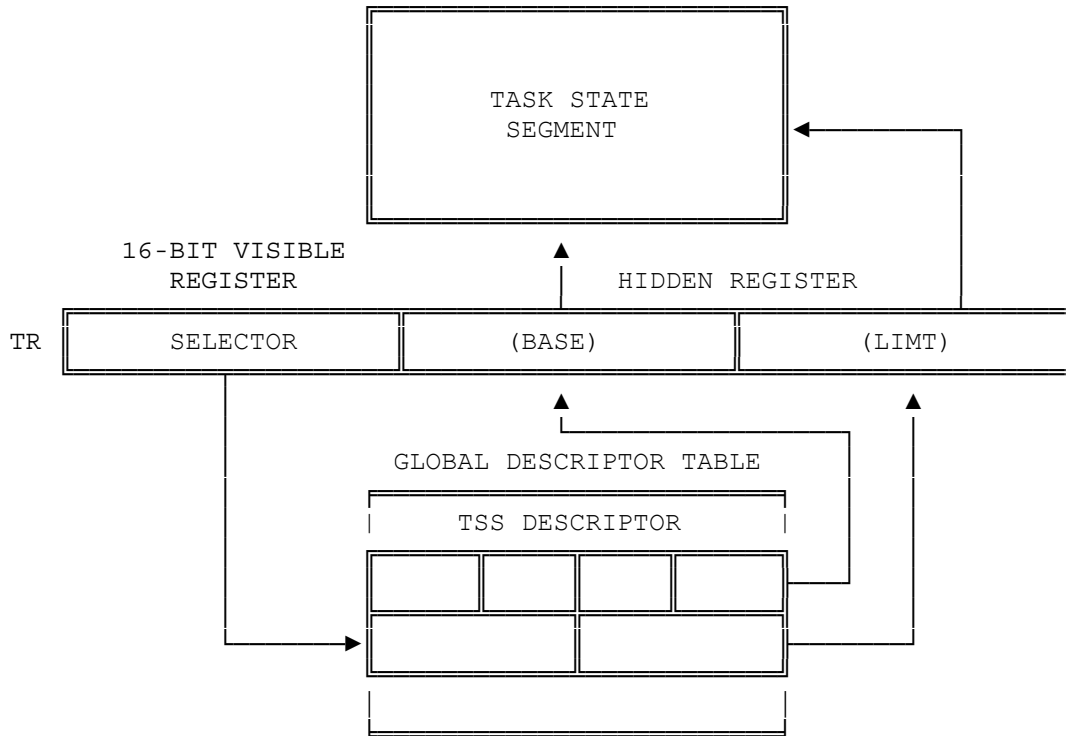 TASK STATE
SEGMENT
16-BIT VISIBLE
REGISTER
HIDDEN REGISTER
TR
SELECTOR
(BASE)
(LIMT)
GLOBAL DESCRIPTOR TABLE
TSS DESCRIPTOR